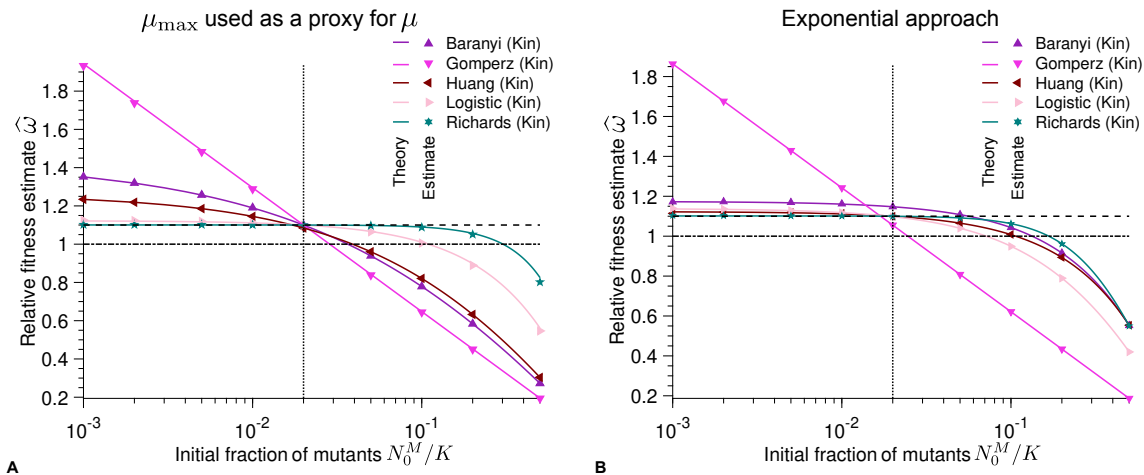 μmax used as a proxy for μ
Baranyi (Kin)
Gomperz (Kin)
Huang (Kin)
Logistic (Kin)
Richards (Kin)
Theory
Estimate
Relative fitness estimate ω̂
1.8
1.6
1.4
1.2
1
0.8
0.6
0.4
0.2
10⁻³
10⁻²
10⁻¹
Initial fraction of mutants N₀ᴹ/K
A
Exponential approach
Baranyi (Kin)
Gomperz (Kin)
Huang (Kin)
Logistic (Kin)
Richards (Kin)
Theory
Estimate
Relative fitness estimate ω̂
1.8
1.6
1.4
1.2
1
0.8
0.6
0.4
0.2
10⁻³
10⁻²
10⁻¹
Initial fraction of mutants N₀ᴹ/K
B